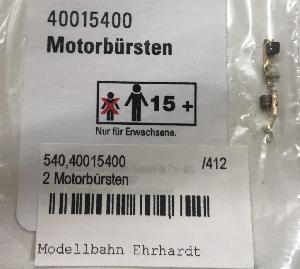 40015400
Motorbürsten
15 +
Nur für Erwachsene.
540,40015400 /412
2 Motorbürsten
Modellbahn Ehrhardt